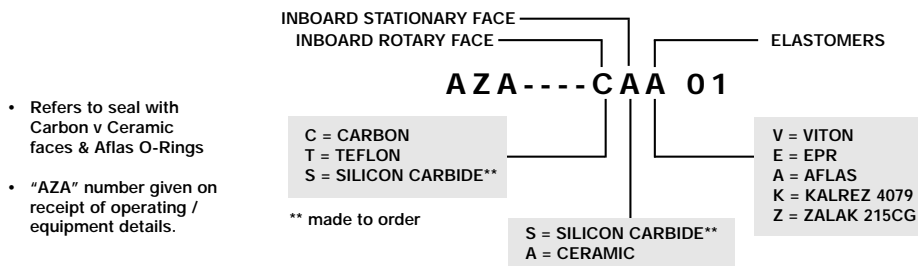 INBOARD STATIONARY FACE
INBOARD ROTARY FACE
ELASTOMERS
AZA----CAA 01
• Refers to seal with
Carbon v Ceramic
faces & Aflas O-Rings
• “AZA” number given on
receipt of operating /
equipment details.
C = CARBON
T = TEFLON
S = SILICON CARBIDE**
** made to order
S = SILICON CARBIDE**
A = CERAMIC
V = VITON
E = EPR
A = AFLAS
K = KALREZ 4079
Z = ZALAK 215CG